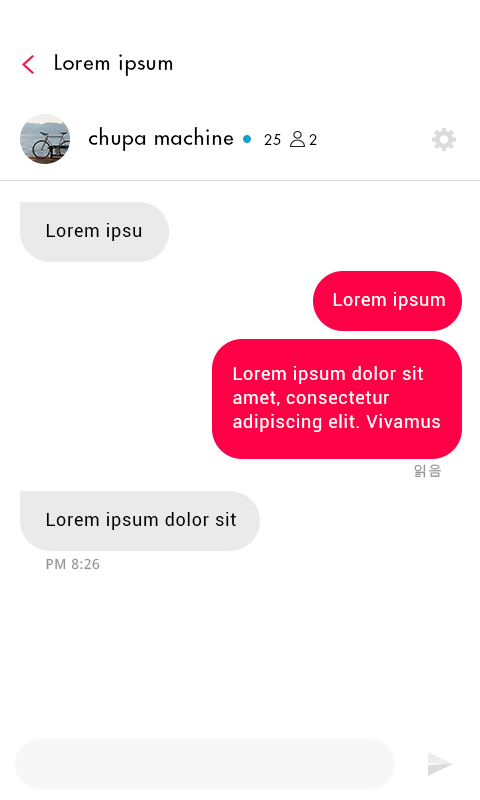 Lorem ipsum
chupa machine 25 2
Lorem ipsu
Lorem ipsum
Lorem ipsum dolor sit
amet, consectetur
adipiscing elit. Vivamus
읽음
Lorem ipsum dolor sit
PM 8:26